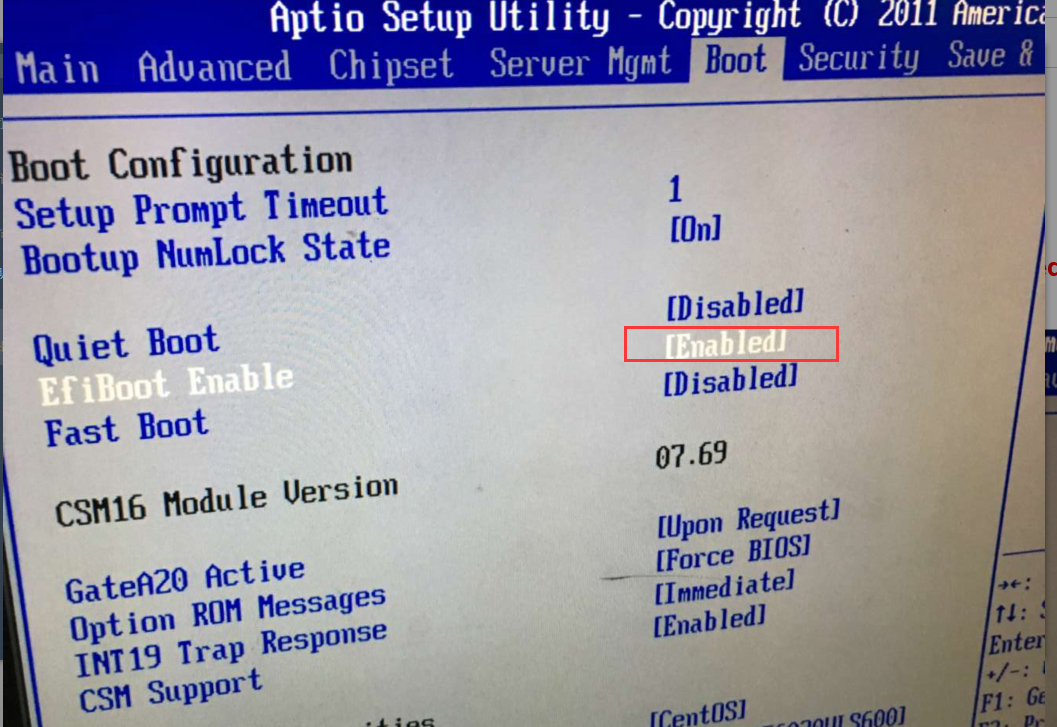 Aptio Setup Utility - Copyright (C) 2011
Main Advanced Chipset Server Mgmt Boot Security Save &
Boot Configuration
Setup Prompt Timeout 1
Bootup NumLock State [On]
Quiet Boot [Disabled]
EfiBoot Enable [Enabled]
Fast Boot [Disabled]
CSM16 Module Version 07.69
GateA20 Active [Upon Request]
Option ROM Messages [Force BIOS]
INT19 Trap Response [Immediate]
CSM Support [Enabled]
[CentOS]
→←:
↑↓:
Enter
+/-:
F1: